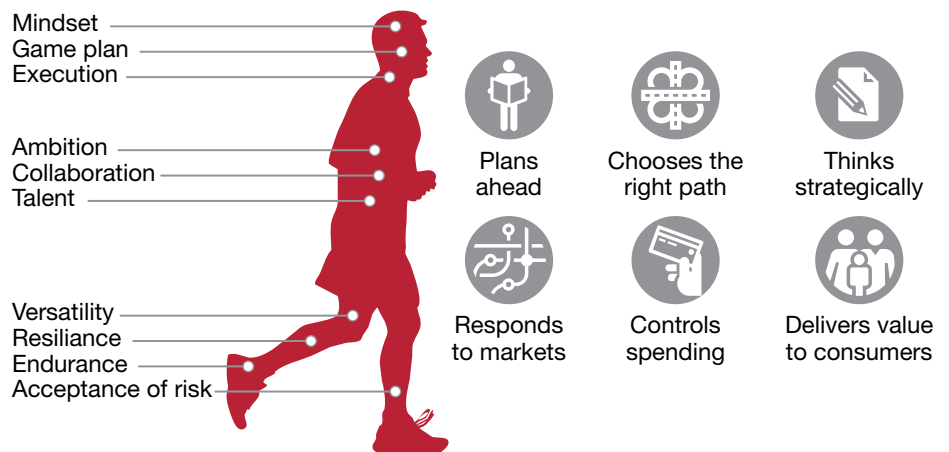 Mindset
Game plan
Execution
Ambition
Collaboration
Talent
Versatility
Resiliance
Endurance
Acceptance of risk
Plans
ahead
Chooses the
right path
Thinks
strategically
Responds
to markets
Controls
spending
Delivers value
to consumers